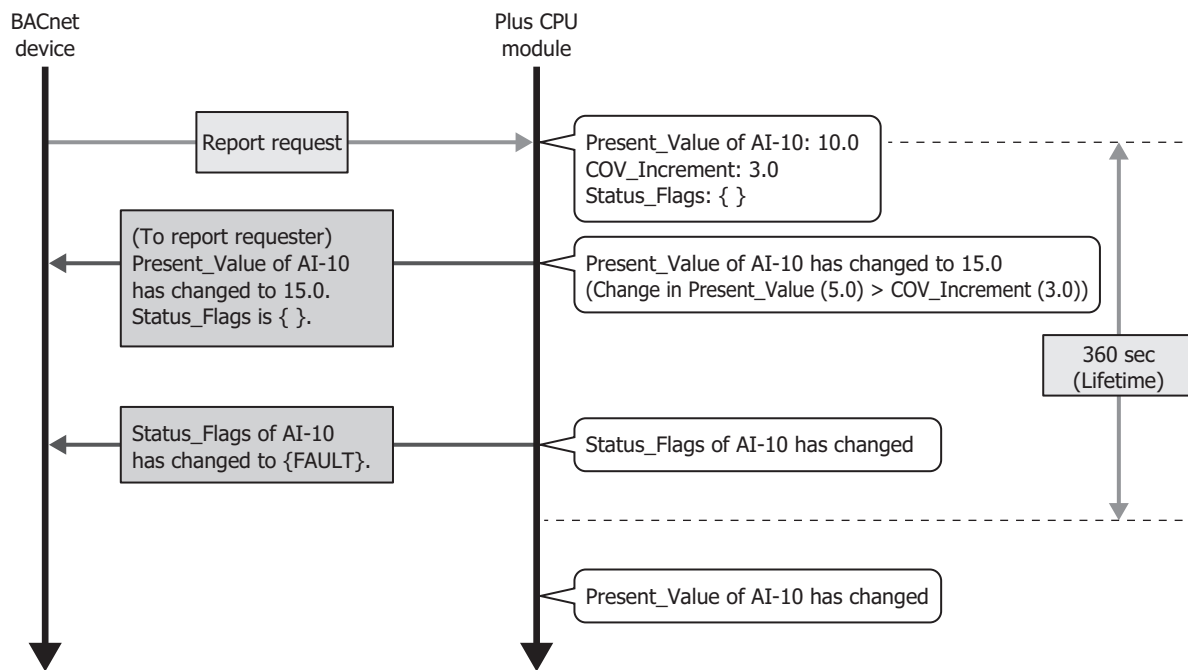 BACnet
device
Plus CPU
module
Report request
Present_Value of AI-10: 10.0
COV_Increment: 3.0
Status_Flags: { }
(To report requester)
Present_Value of AI-10
has changed to 15.0.
Status_Flags is { }.
Present_Value of AI-10 has changed to 15.0
(Change in Present_Value (5.0) > COV_Increment (3.0))
360 sec
(Lifetime)
Status_Flags of AI-10
has changed to {FAULT}.
Status_Flags of AI-10 has changed
Present_Value of AI-10 has changed